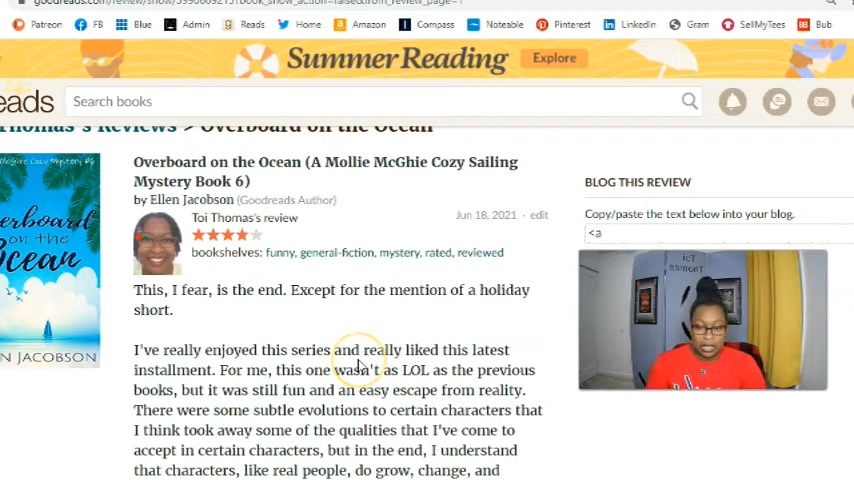 Patreon FB Blue Admin Reads Home Amazon Compass Noteable Pinterest LinkedIn Gram SellMyTees Bub
Summer Reading Explore
eads Search books
Thomas's Reviews > Overboard on the Ocean
McGhie Cozy Mystery #6
erboard
on the
Ocean
N JACOBSON
Overboard on the Ocean (A Mollie McGhie Cozy Sailing
Mystery Book 6)
by Ellen Jacobson (Goodreads Author)
Toi Thomas's review
Jun 18, 2021 · edit
bookshelves: funny, general-fiction, mystery, rated, reviewed
This, I fear, is the end. Except for the mention of a holiday
short.
I've really enjoyed this series and really liked this latest
installment. For me, this one wasn't as LOL as the previous
books, but it was still fun and an easy escape from reality.
There were some subtle evolutions to certain characters that
I think took away some of the qualities that I've come to
accept in certain characters, but in the end, I understand
that characters, like real people, do grow, change, and
BLOG THIS REVIEW
Copy/paste the text below into your blog.
<a